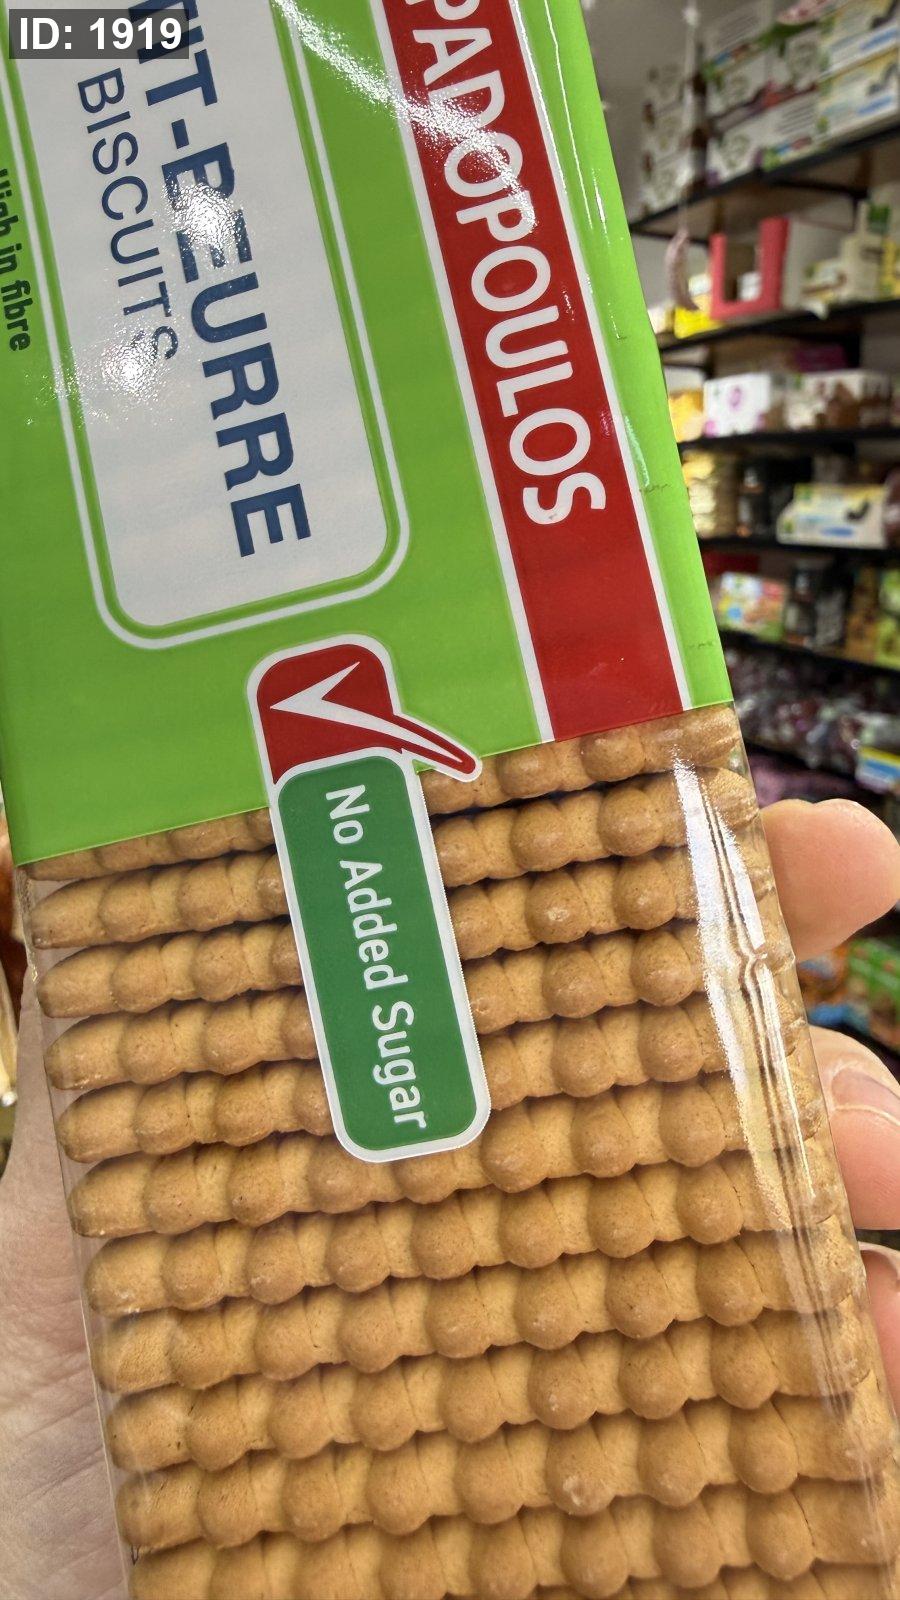 ID: 1919
PADOPOULOS
IT-BEURRE
BISCUITS
High in fibre
No Added Sugar